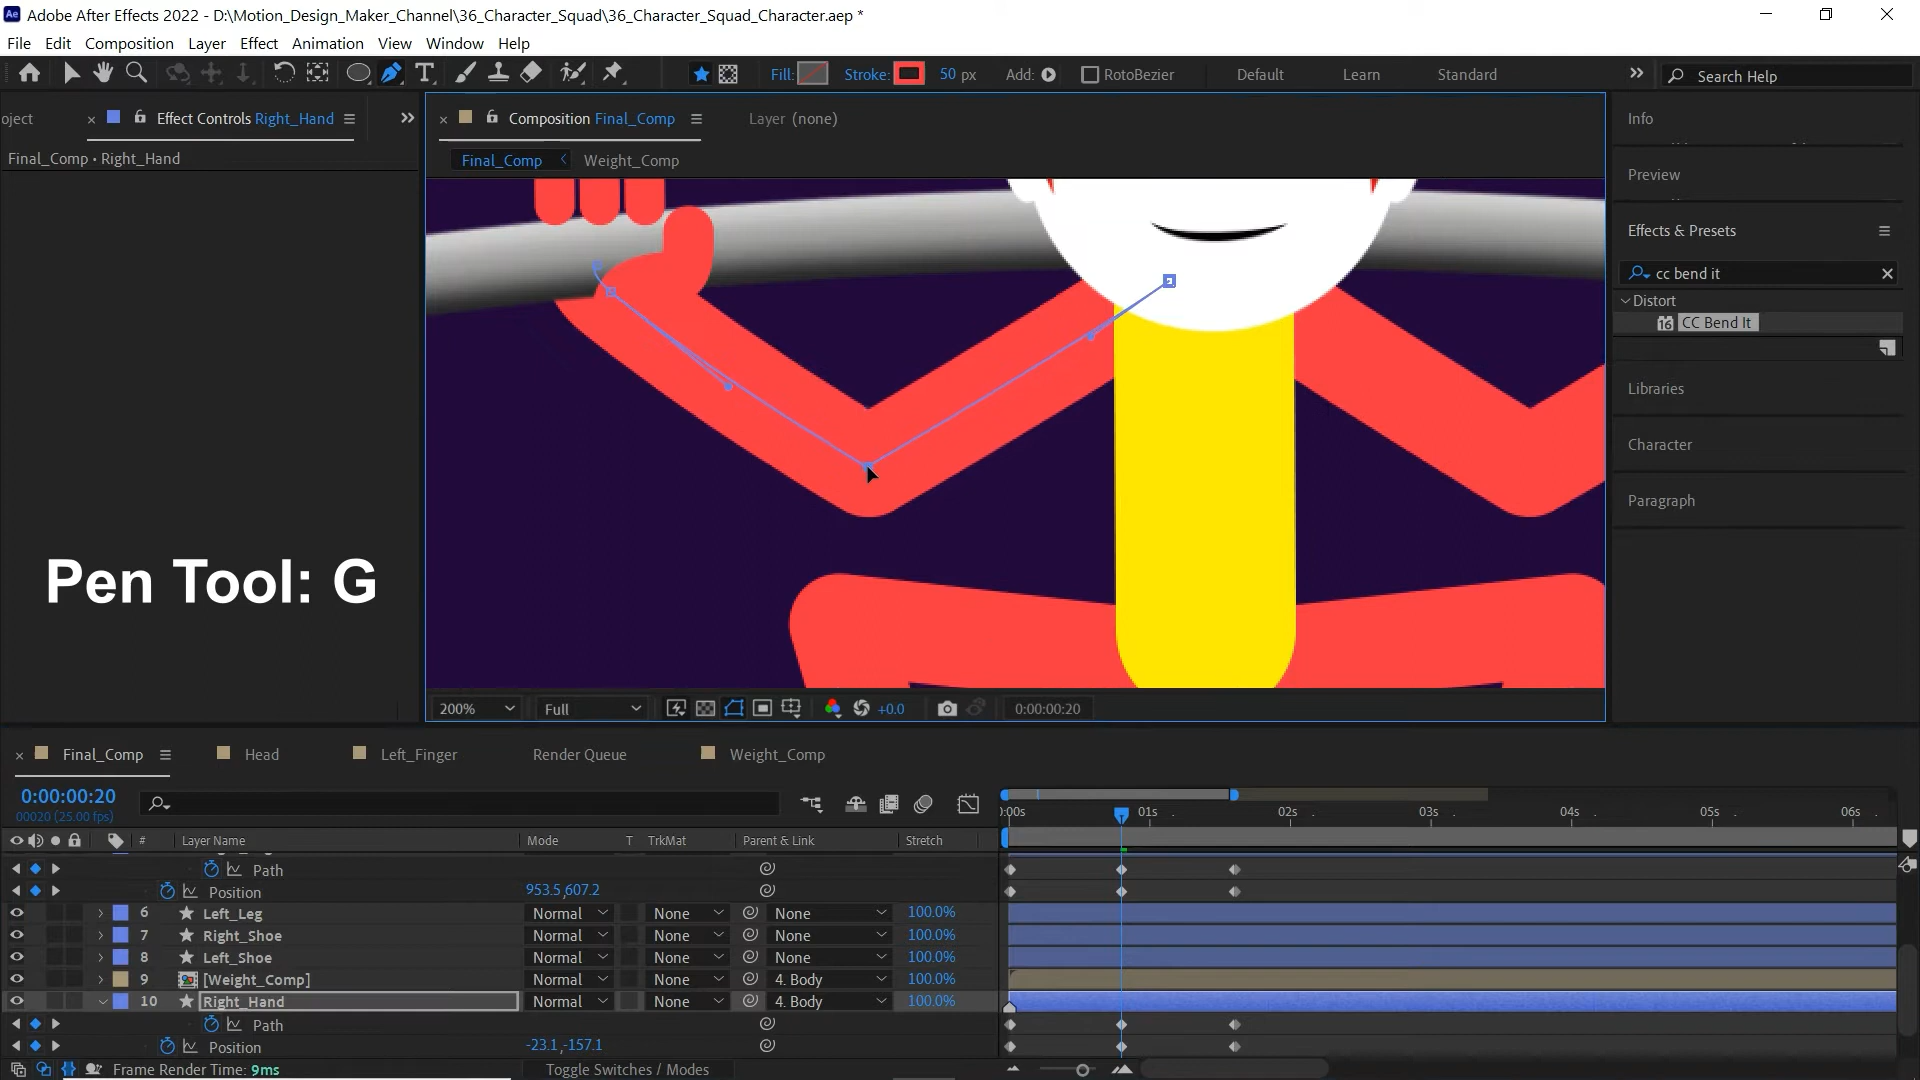 Adobe After Effects 2022 - D:\Motion_Design_Maker_Channel\36_Character_Squad\36_Character_Squad_Character.aep *
File Edit Composition Layer Effect Animation View Window Help
Fill: Stroke: 50 px Add: RotoBezier Default Learn Standard Search Help
oject Effect Controls Right_Hand
Final_Comp • Right_Hand
Composition Final_Comp Layer (none)
Final_Comp Weight_Comp
Info
Preview
Effects & Presets
cc bend it
Distort
16 CC Bend It
Libraries
Character
Paragraph
Pen Tool: G
200% Full +0.0 0:00:00:20
Final_Comp Head Left_Finger Render Queue Weight_Comp
0:00:00:20
00020 (25.00 fps)
):00s 01s 02s 03s 04s 05s 06s
# Layer Name Mode T TrkMat Parent & Link Stretch
Path
Position 953.5,607.2
6 Left_Leg Normal None None 100.0%
7 Right_Shoe Normal None None 100.0%
8 Left_Shoe Normal None None 100.0%
9 [Weight_Comp] Normal None 4. Body 100.0%
10 Right_Hand Normal None 4. Body 100.0%
Path
Position -23.1,-157.1
Frame Render Time: 9ms Toggle Switches / Modes